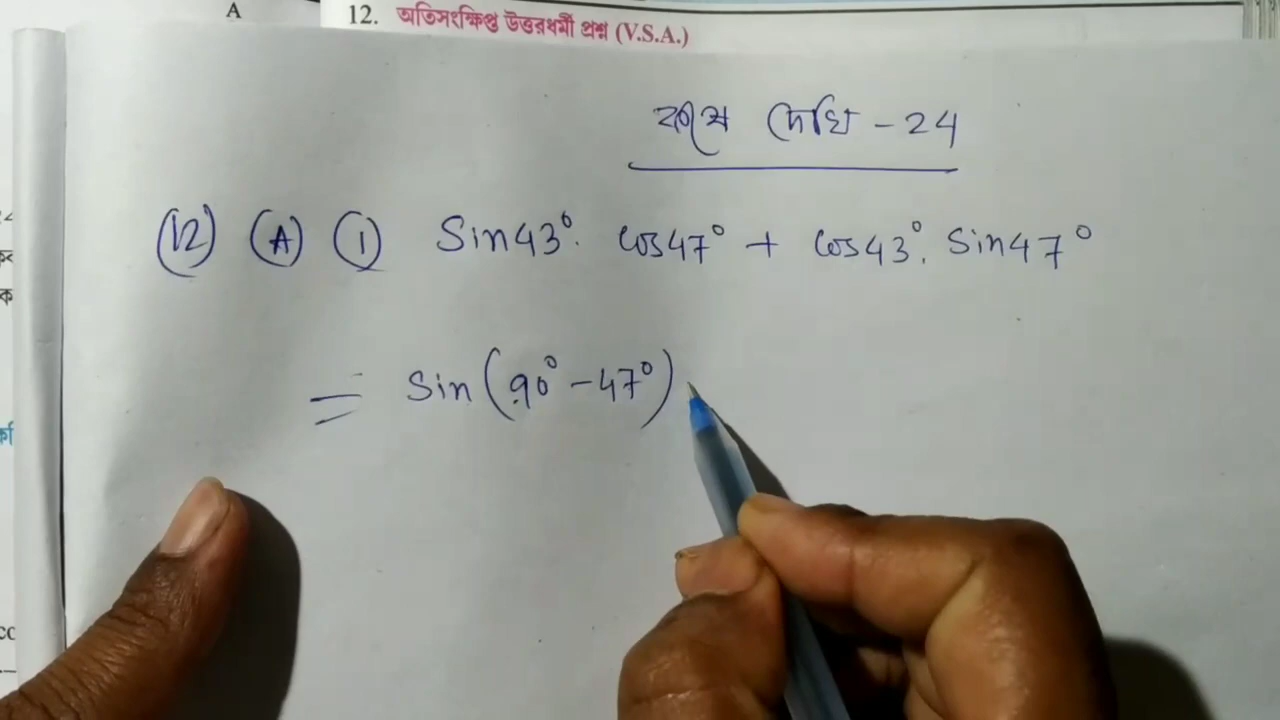 A
12. অতিসংক্ষিপ্ত উত্তরধর্মী প্রশ্ন (V.S.A.)
কষে দেখি - 24
(12) (A) (1) Sin43°. Cos47° + Cos43°. Sin47°
= Sin(90° - 47°)